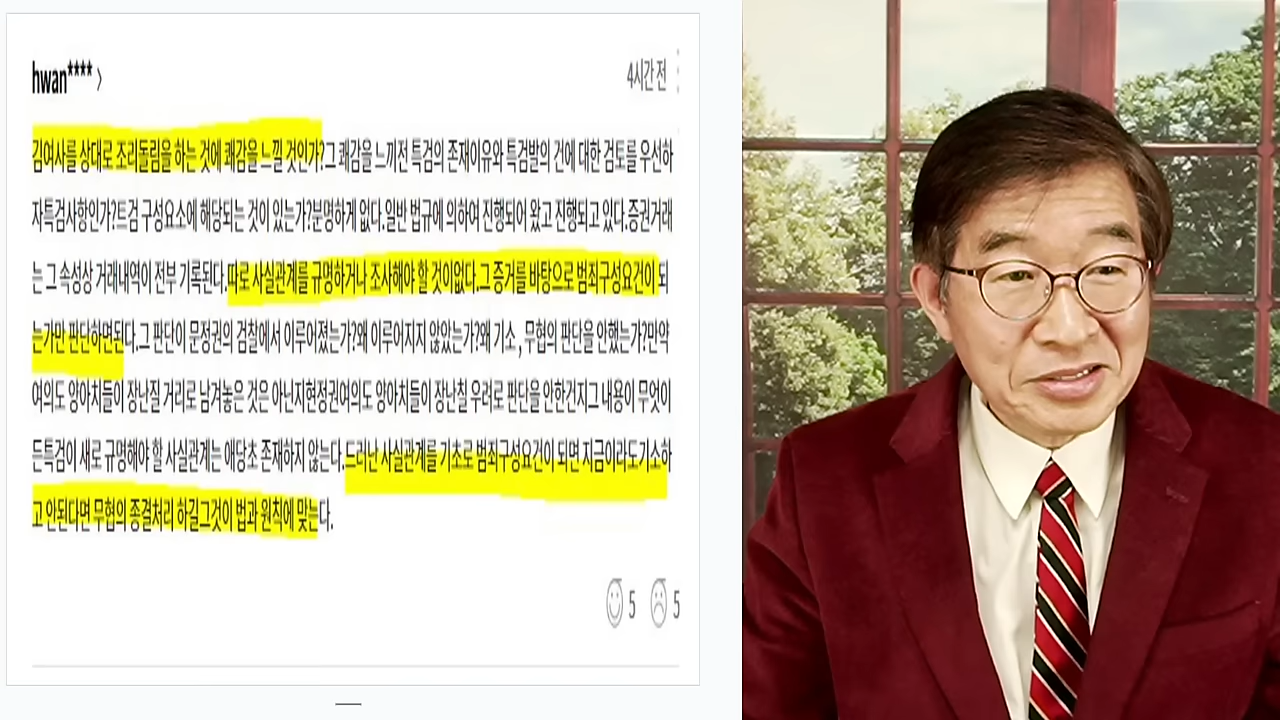 hwan**** 〉
4시간 전
김여사를 상대로 조리돌림을 하는 것에 쾌감을 느낄 것인가?그 쾌감을 느끼전 특검의 존재이유와 특검발의 건에 대한 검토를 우선하
자특검사항인가?트검 구성요소에 해당되는 것이 있는가?분명하게 없다.일반 법규에 의하여 진행되어 왔고 진행되고 있다.증권거래
는 그 속성상 거래내역이 전부 기록된다.따로 사실관계를 규명하거나 조사해야 할 것이없다.그 증거를 바탕으로 범죄구성요건이 되
는가만 판단하면된다.그 판단이 문정권의 검찰에서 이루어졌는가?왜 이루어지지 않았는가?왜 기소, 무협의 판단을 안했는가?만약
여의도 양아치들이 장난질 거리로 남겨놓은 것은 아닌지현정권여의도 양아치들이 장난칠 우려로 판단을 안한건지그 내용이 무엇이
든특검이 새로 규명해야 할 사실관계는 애당초 존재하지 않는다.드러난 사실관계를 기초로 범죄구성요건이 되면 지금이라도기소하
고 안된다면 무협의 종결처리 하길그것이 법과 원칙에 맞는다.
5 5